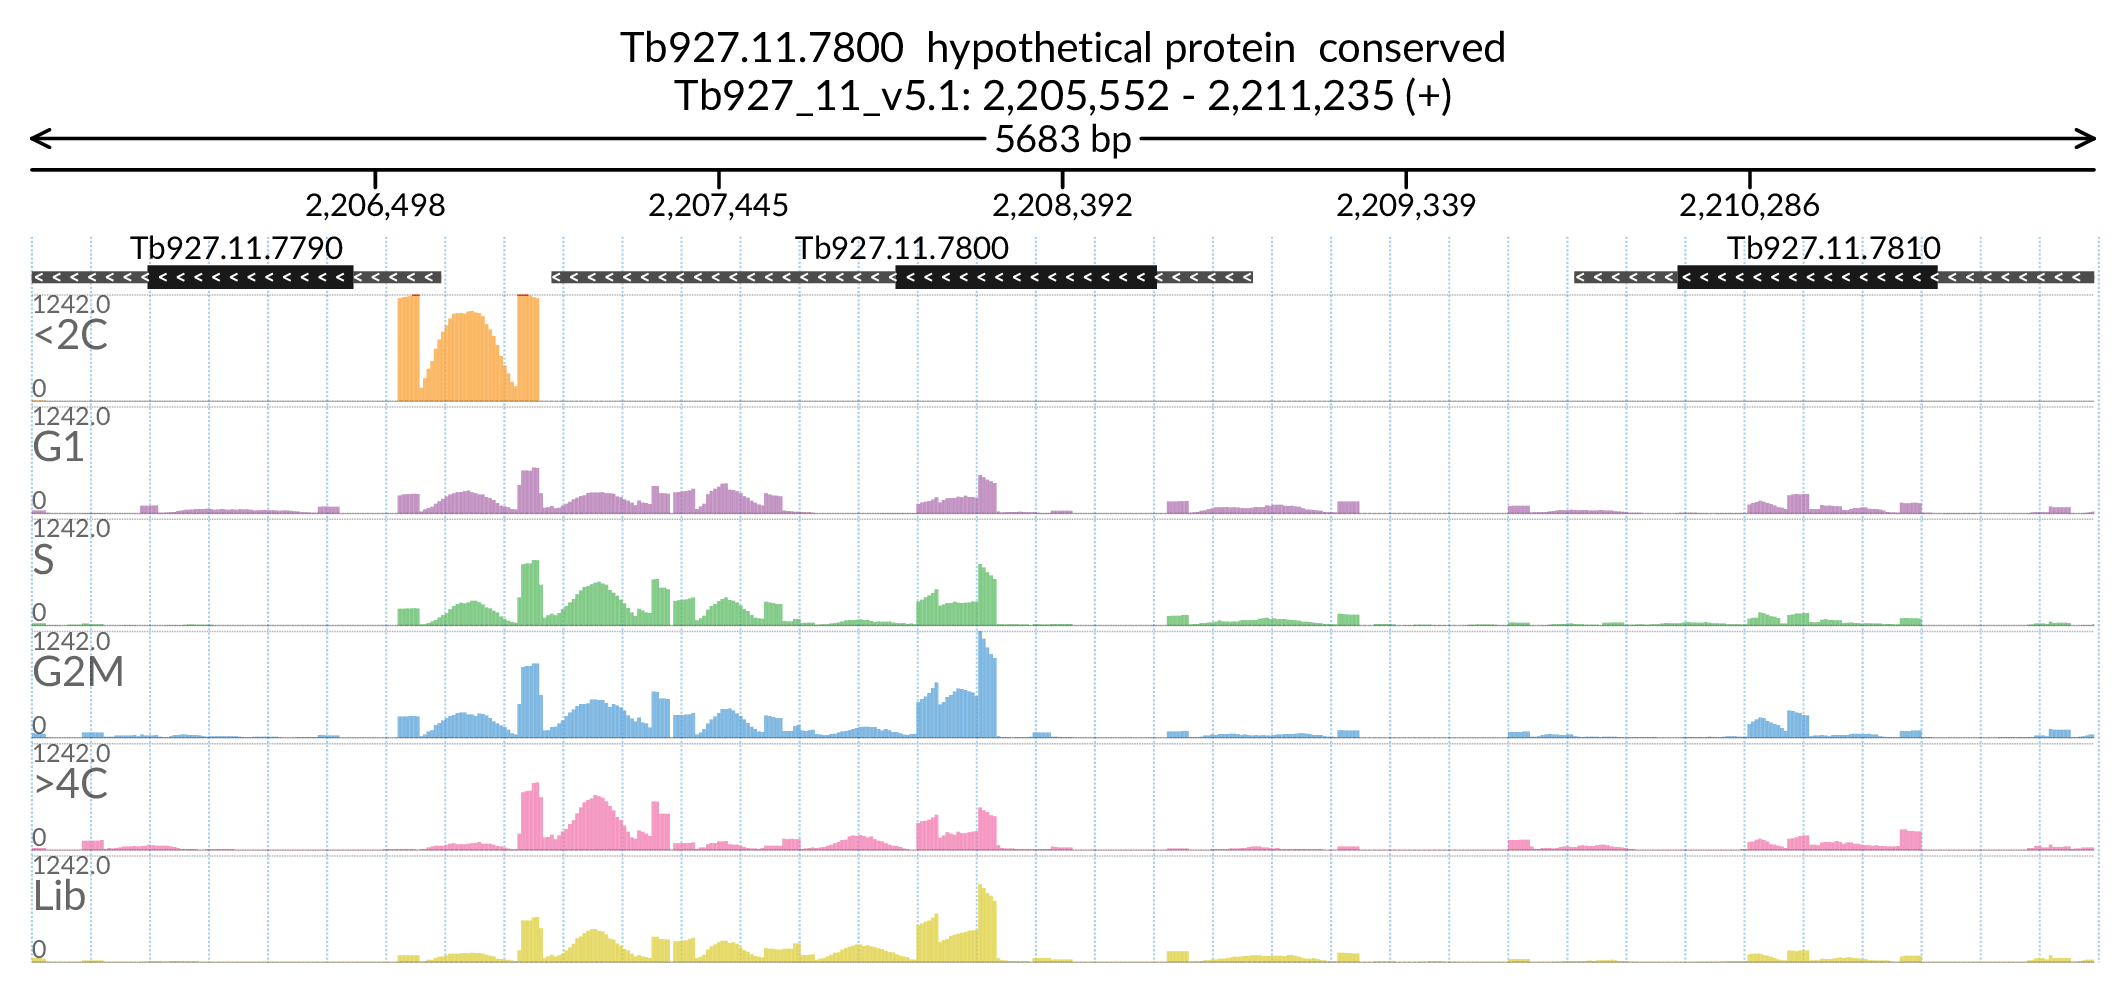 Tb927.11.7800 hypothetical protein conserved
Tb927_11_v5.1: 2,205,552 - 2,211,235 (+)
5683 bp
2,206,498 2,207,445 2,208,392 2,209,339 2,210,286
Tb927.11.7790 Tb927.11.7800 Tb927.11.7810
1242.0
<2C
0
1242.0
G1
0
1242.0
S
0
1242.0
G2M
0
1242.0
>4C
0
1242.0
Lib
0